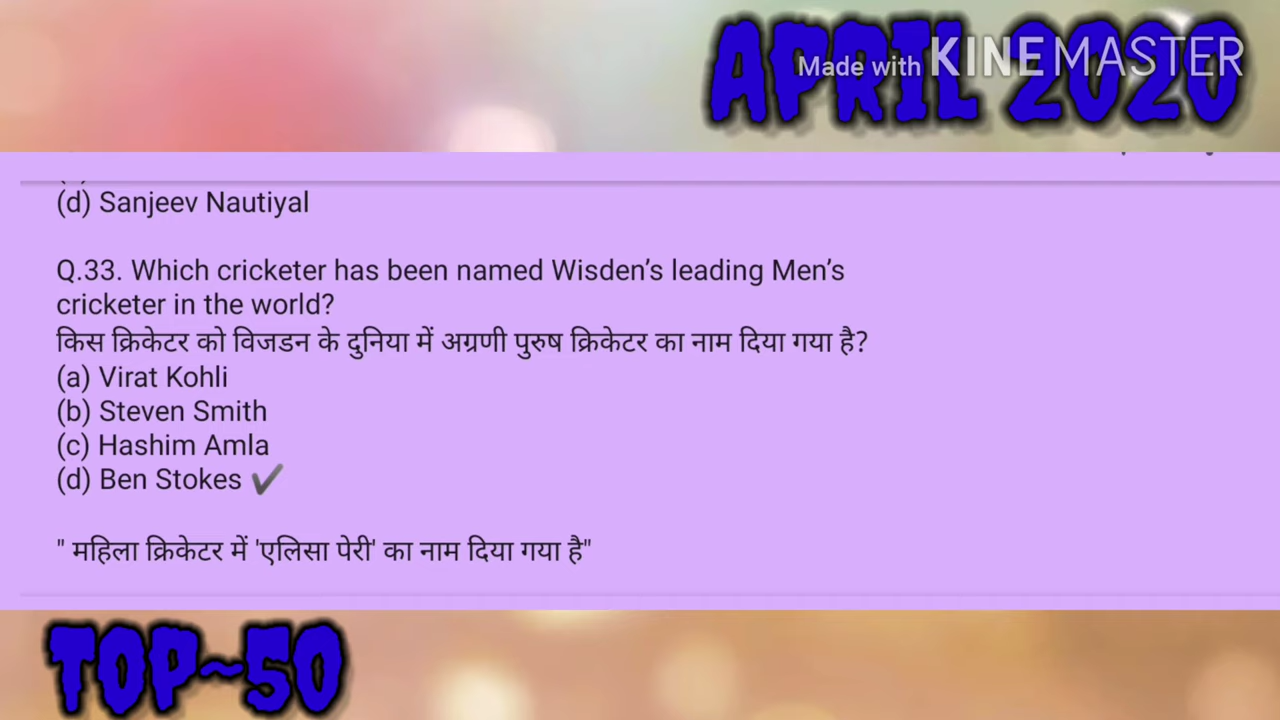 APRIL 2020
Made with KINEMASTER
(d) Sanjeev Nautiyal
Q.33. Which cricketer has been named Wisden’s leading Men’s
cricketer in the world?
किस क्रिकेटर को विजडन के दुनिया में अग्रणी पुरुष क्रिकेटर का नाम दिया गया है?
(a) Virat Kohli
(b) Steven Smith
(c) Hashim Amla
(d) Ben Stokes ✔
" महिला क्रिकेटर में 'एलिसा पेरी' का नाम दिया गया है"
TOP~50